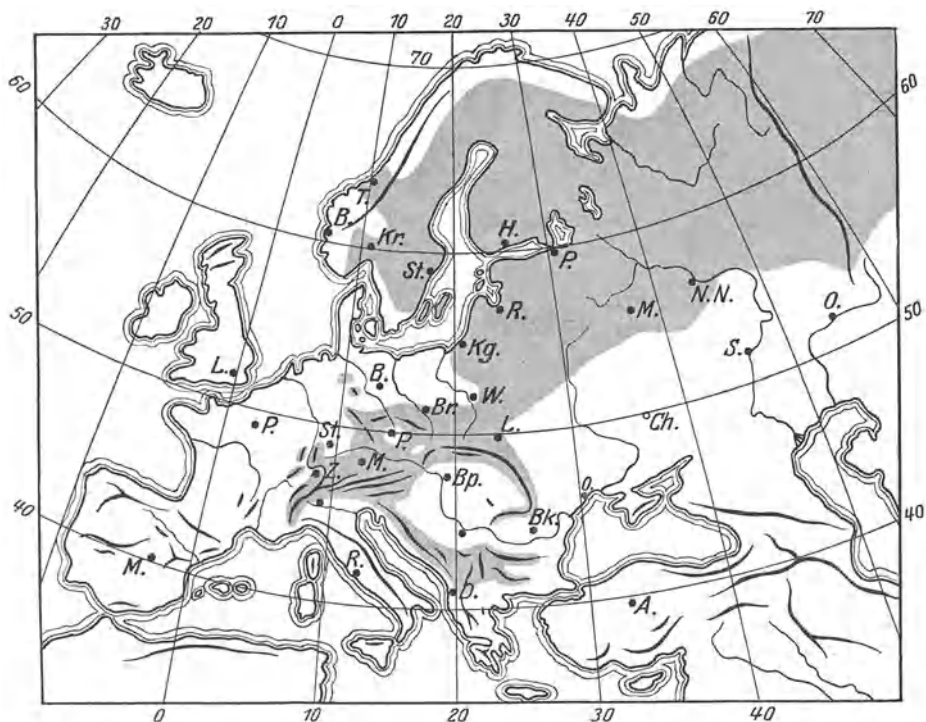 30 20 10 0 10 20 30 40 50 60 70
70
60
60
T.
B.
Kr.
H.
St.
P.
N.N.
50
R.
M.
O.
50
Kg.
S.
L.
B.
W.
Br.
Ch.
P.
St.
P.
L.
Z.
M.
Bp.
O.
40
Bk.
40
M.
R.
D.
A.
0 10 20 30 40